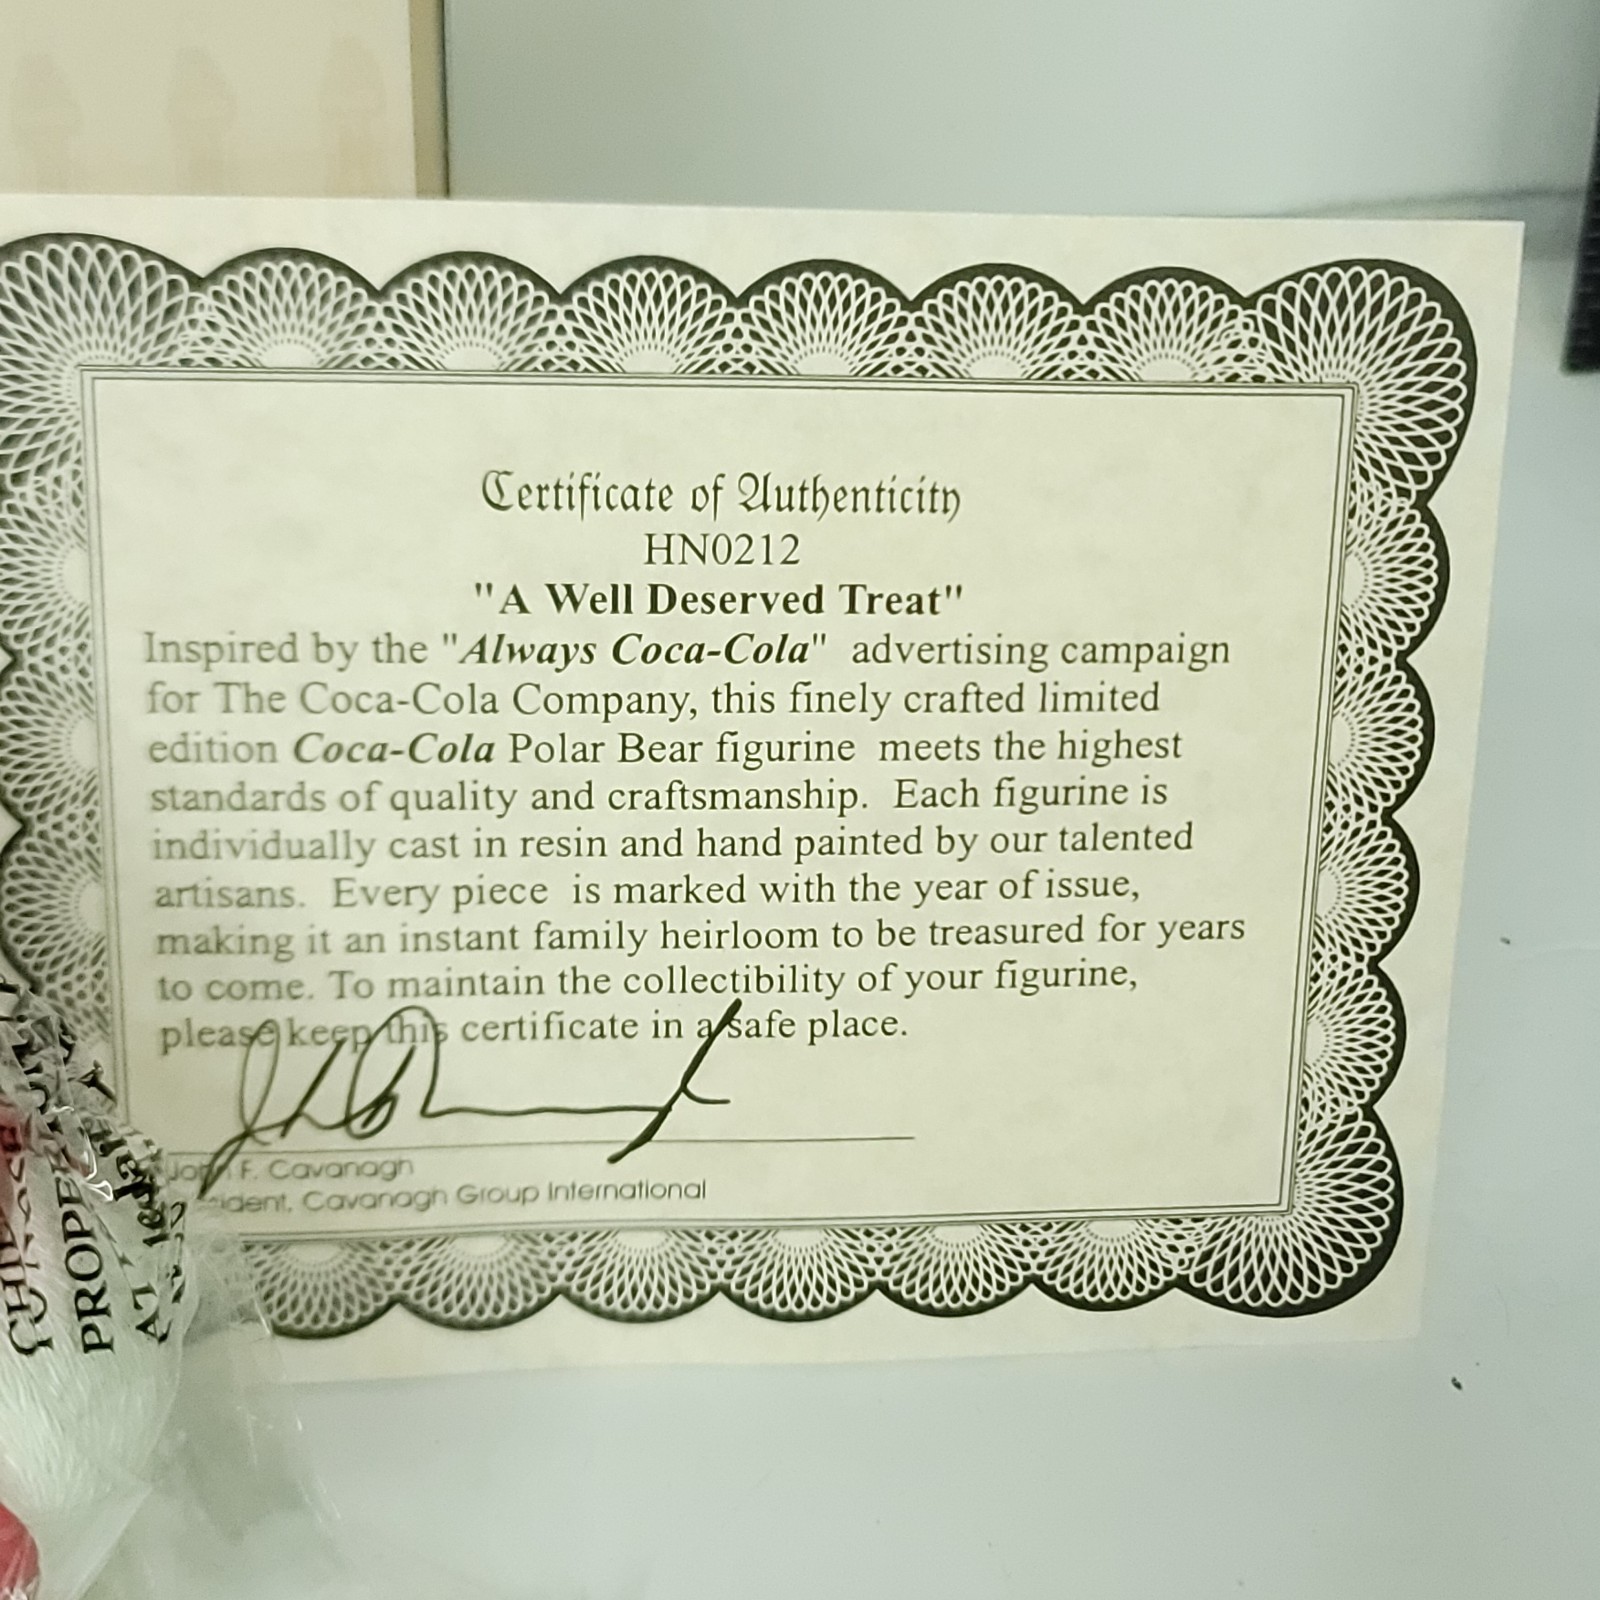 Certificate of Authenticity
HN0212
"A Well Deserved Treat"
Inspired by the "Always Coca-Cola" advertising campaign
for The Coca-Cola Company, this finely crafted limited
edition Coca-Cola Polar Bear figurine meets the highest
standards of quality and craftsmanship. Each figurine is
individually cast in resin and hand painted by our talented
artisans. Every piece is marked with the year of issue,
making it an instant family heirloom to be treasured for years
to come. To maintain the collectibility of your figurine,
please keep this certificate in a safe place.
John F. Cavanagh
Cavanagh Group International